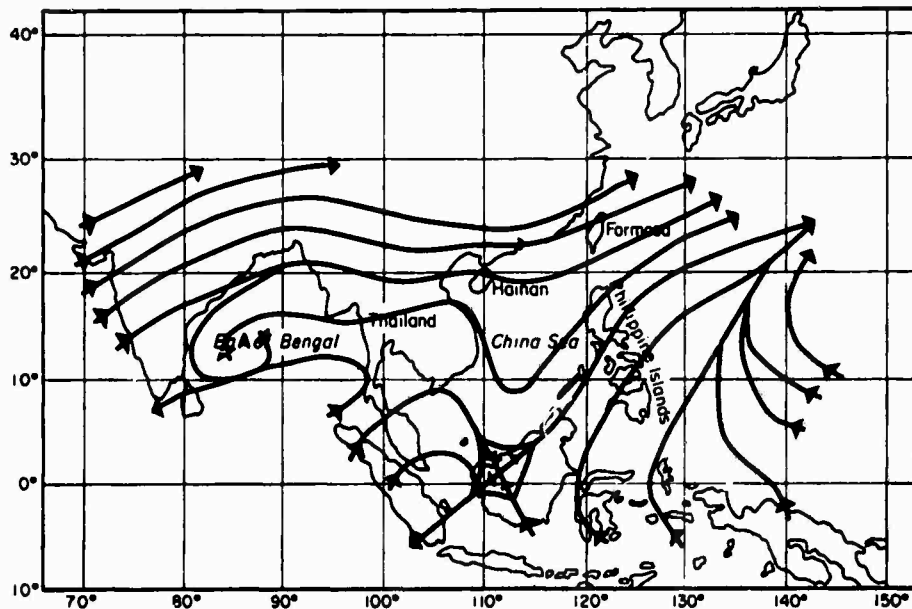 40°
30°
Formosa
20°
Hainan
Thailand
Philippine Islands
A Bengal
China Sea
10°
0°
10°
70° 80° 90° 100° 110° 120° 130° 140° 150°